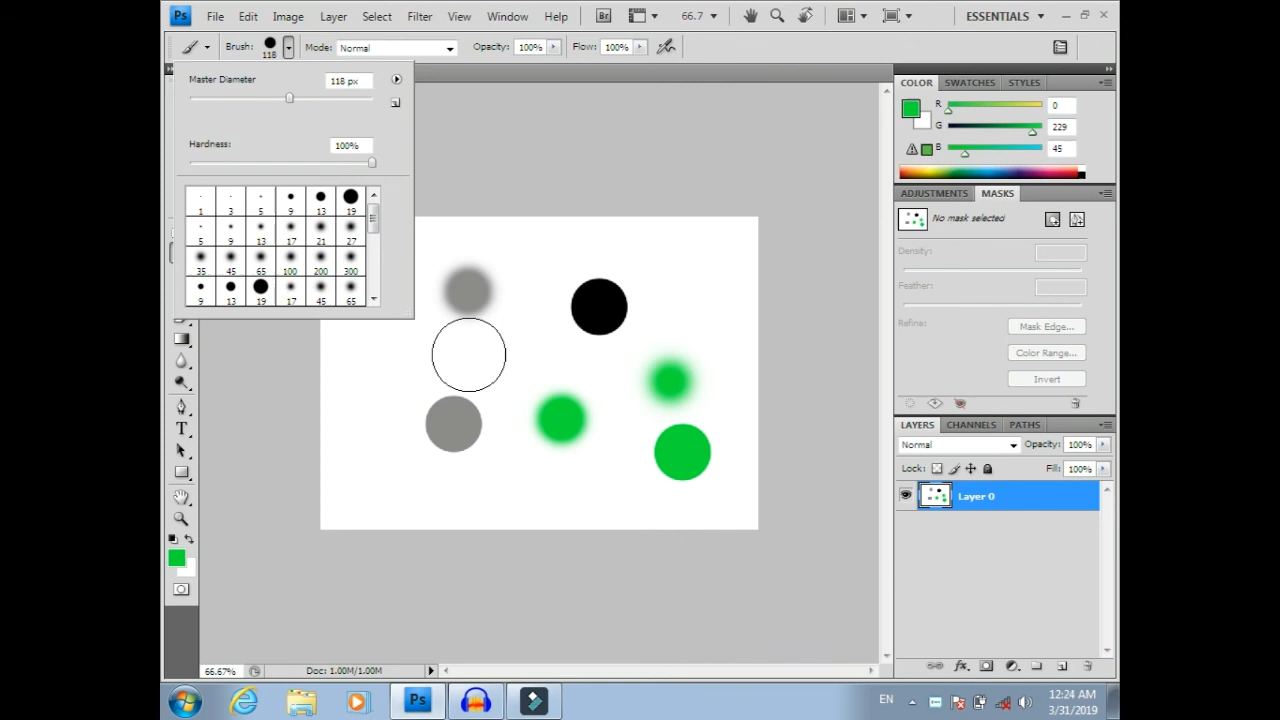 Ps File Edit Image Layer Select Filter View Window Help Br 66.7 ESSENTIALS
Brush: 118 Mode: Normal Opacity: 100% Flow: 100%
Master Diameter 118 px
Hardness: 100%
1 3 5 9 13 19
5 9 13 17 21 27
35 45 65 100 200 300
9 13 19 17 45 65
COLOR SWATCHES STYLES
R 0
G 229
B 45
ADJUSTMENTS MASKS
No mask selected
Density:
Feather:
Refine: Mask Edge...
Color Range...
Invert
LAYERS CHANNELS PATHS
Normal Opacity: 100%
Lock: Fill: 100%
Layer 0
T
fx.
66.67% Doc: 1.00M/1.00M
Ps EN 12:24 AM
3/31/2019